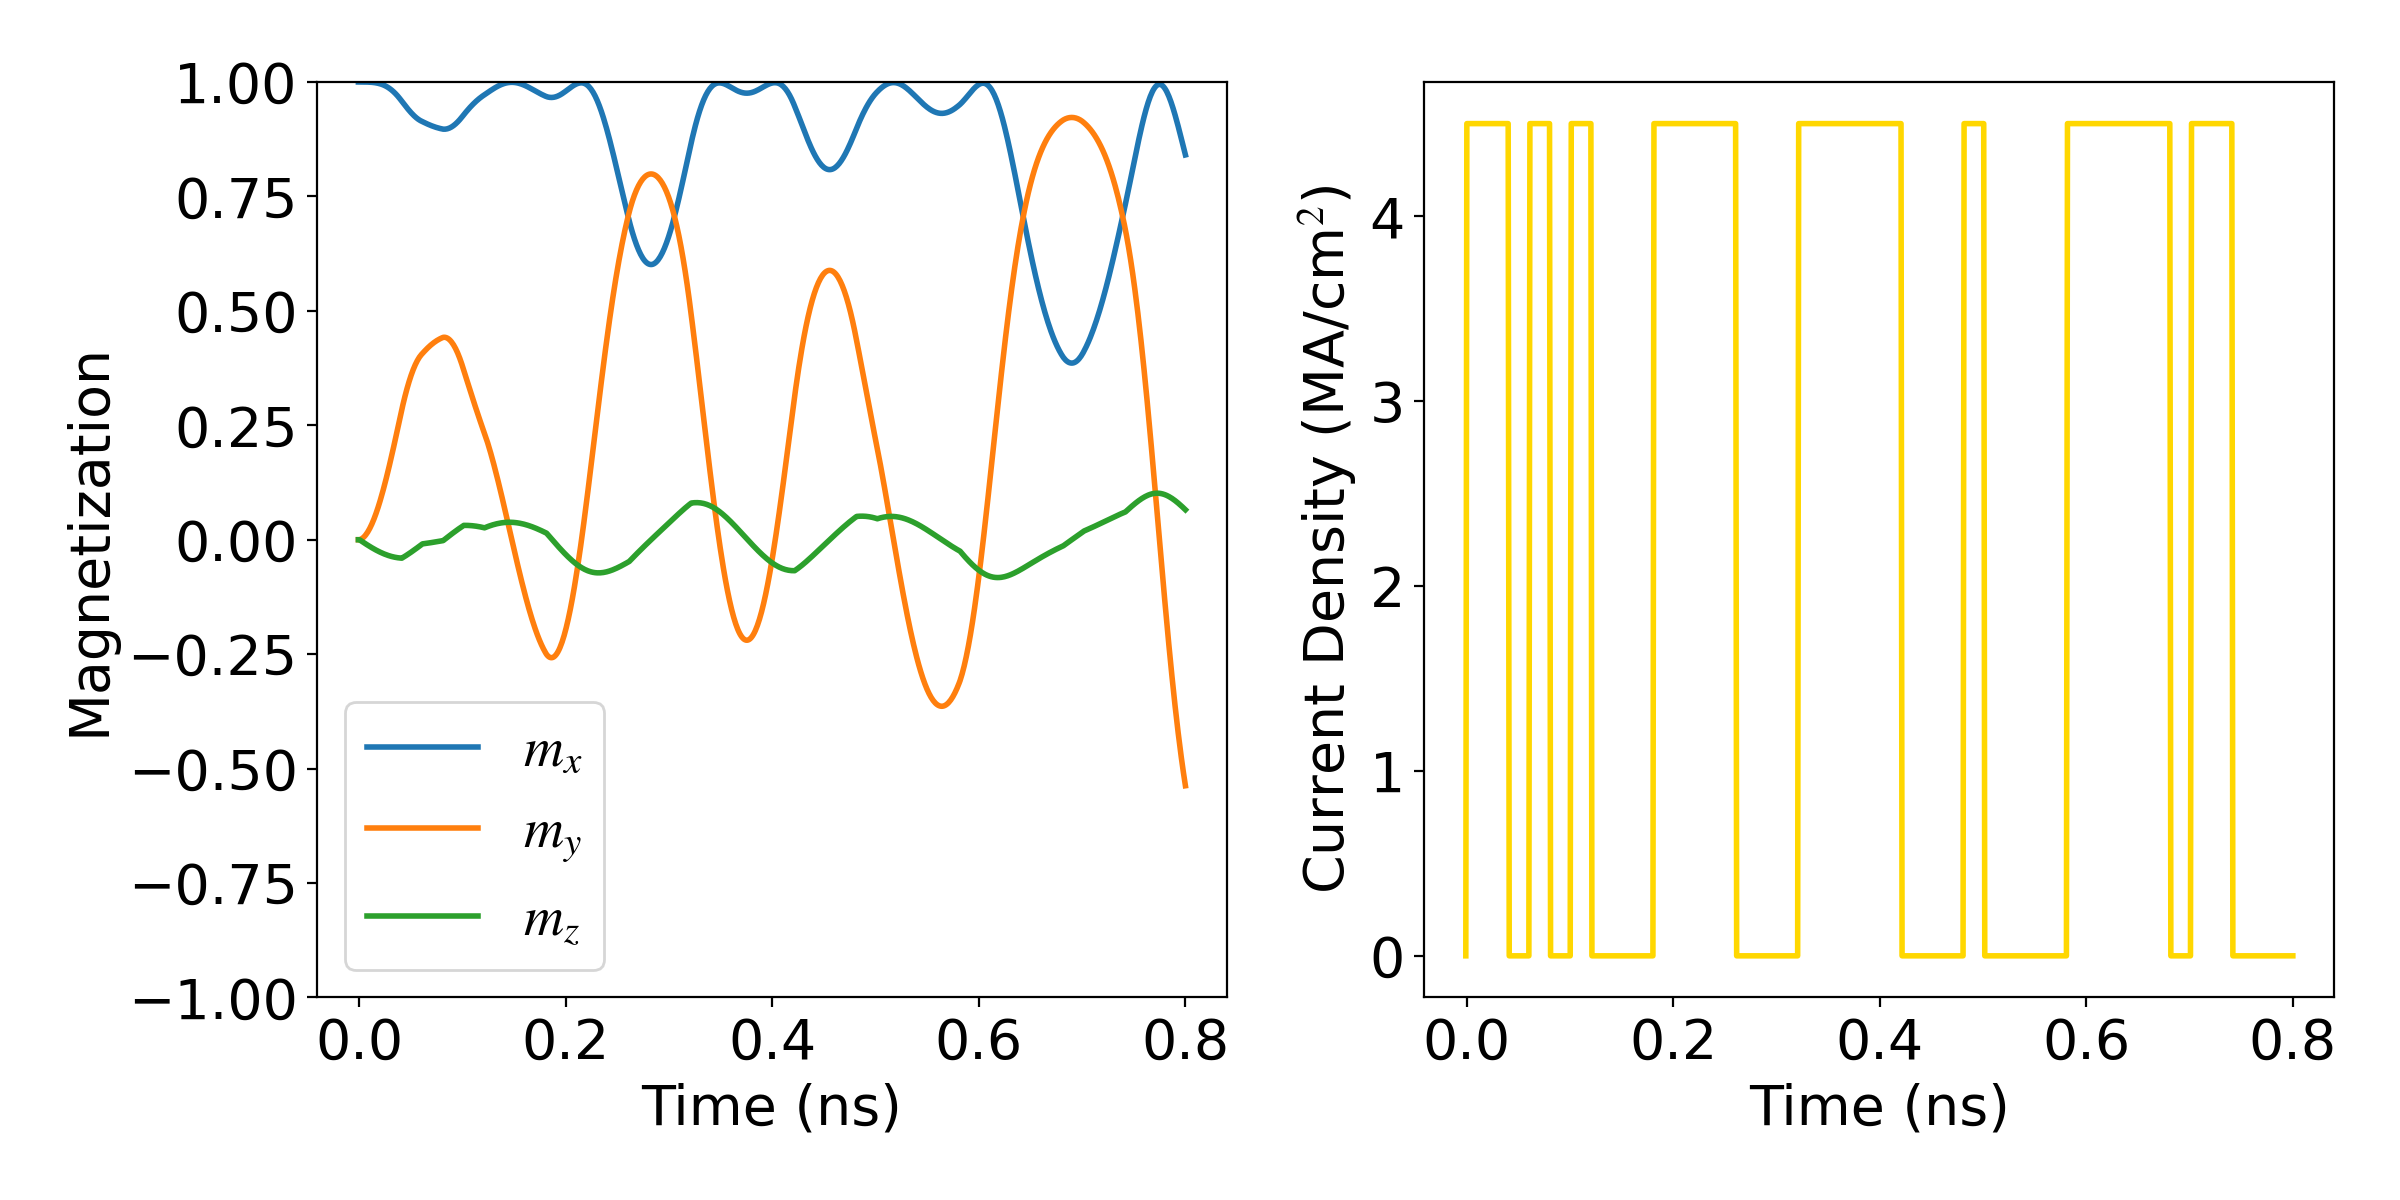 Magnetization
1.00
0.75
0.50
0.25
0.00
−0.25
−0.50
−0.75
−1.00
m_x
m_y
m_z
0.0 0.2 0.4 0.6 0.8
Time (ns)
Current Density (MA/cm²)
4
3
2
1
0
0.0 0.2 0.4 0.6 0.8
Time (ns)